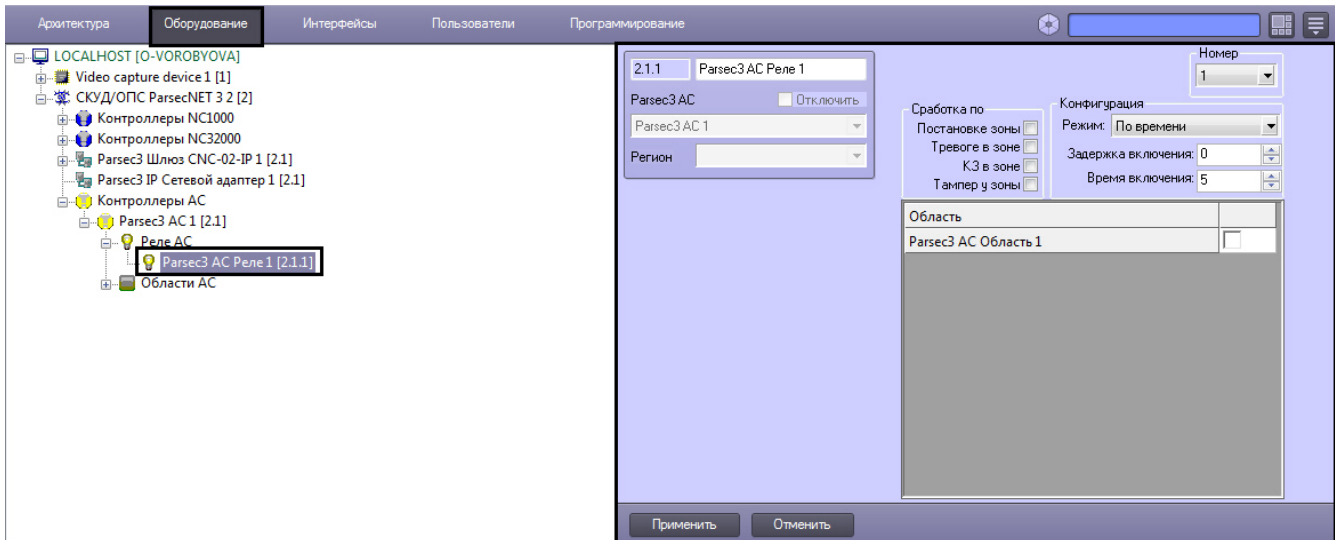 Архитектура Оборудование Интерфейсы Пользователи Программирование
LOCALHOST [O-VOROBYOVA]
Video capture device 1 [1]
СКУД/ОПС ParsecNET 3 2 [2]
Контроллеры NC1000
Контроллеры NC32000
Parsec3 Шлюз CNC-02-IP 1 [2.1]
Parsec3 IP Сетевой адаптер 1 [2.1]
Контроллеры AC
Parsec3 AC 1 [2.1]
Реле AC
Parsec3 AC Реле 1 [2.1.1]
Области AC
2.1.1 Parsec3 AC Реле 1
Parsec3 AC Отключить
Parsec3 AC 1
Регион
Номер
1
Сработка по
Постановке зоны
Тревоге в зоне
КЗ в зоне
Тампер у зоны
Конфигурация
Режим: По времени
Задержка включения: 0
Время включения: 5
Область
Parsec3 AC Область 1
Применить Отменить